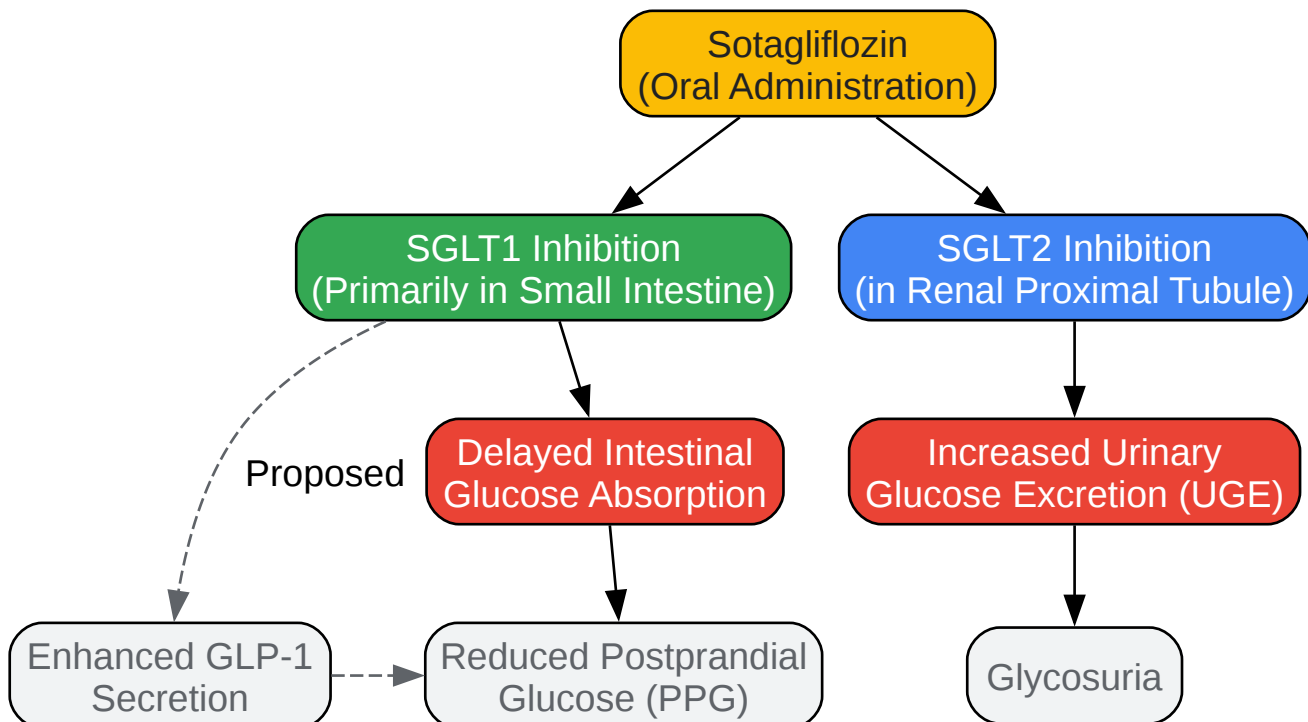 Sotagliflozin
(Oral Administration)
SGLT1 Inhibition
(Primarily in Small Intestine)
SGLT2 Inhibition
(in Renal Proximal Tubule)
Proposed
Delayed Intestinal
Glucose Absorption
Increased Urinary
Glucose Excretion (UGE)
Enhanced GLP-1
Secretion
Reduced Postprandial
Glucose (PPG)
Glycosuria